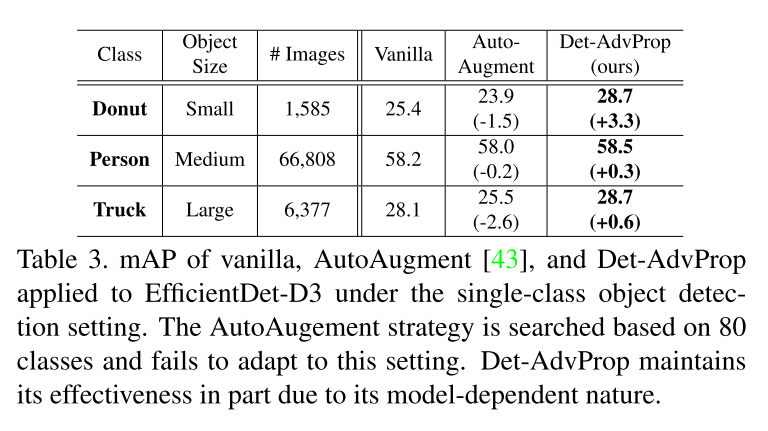 Class Object Size # Images Vanilla Auto-Augment Det-AdvProp (ours)
Donut Small 1,585 25.4 23.9 (-1.5) 28.7 (+3.3)
Person Medium 66,808 58.2 58.0 (-0.2) 58.5 (+0.3)
Truck Large 6,377 28.1 25.5 (-2.6) 28.7 (+0.6)
Table 3. mAP of vanilla, AutoAugment [43], and Det-AdvProp
applied to EfficientDet-D3 under the single-class object detec-
tion setting. The AutoAugement strategy is searched based on 80
classes and fails to adapt to this setting. Det-AdvProp maintains
its effectiveness in part due to its model-dependent nature.